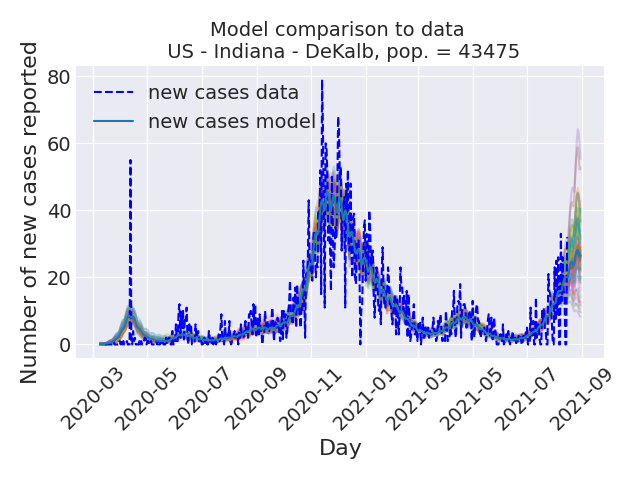 Model comparison to data
US - Indiana - DeKalb, pop. = 43475
Number of new cases reported
80
60
40
20
0
new cases data
new cases model
2020-03
2020-05
2020-07
2020-09
2020-11
2021-01
2021-03
2021-05
2021-07
2021-09
Day